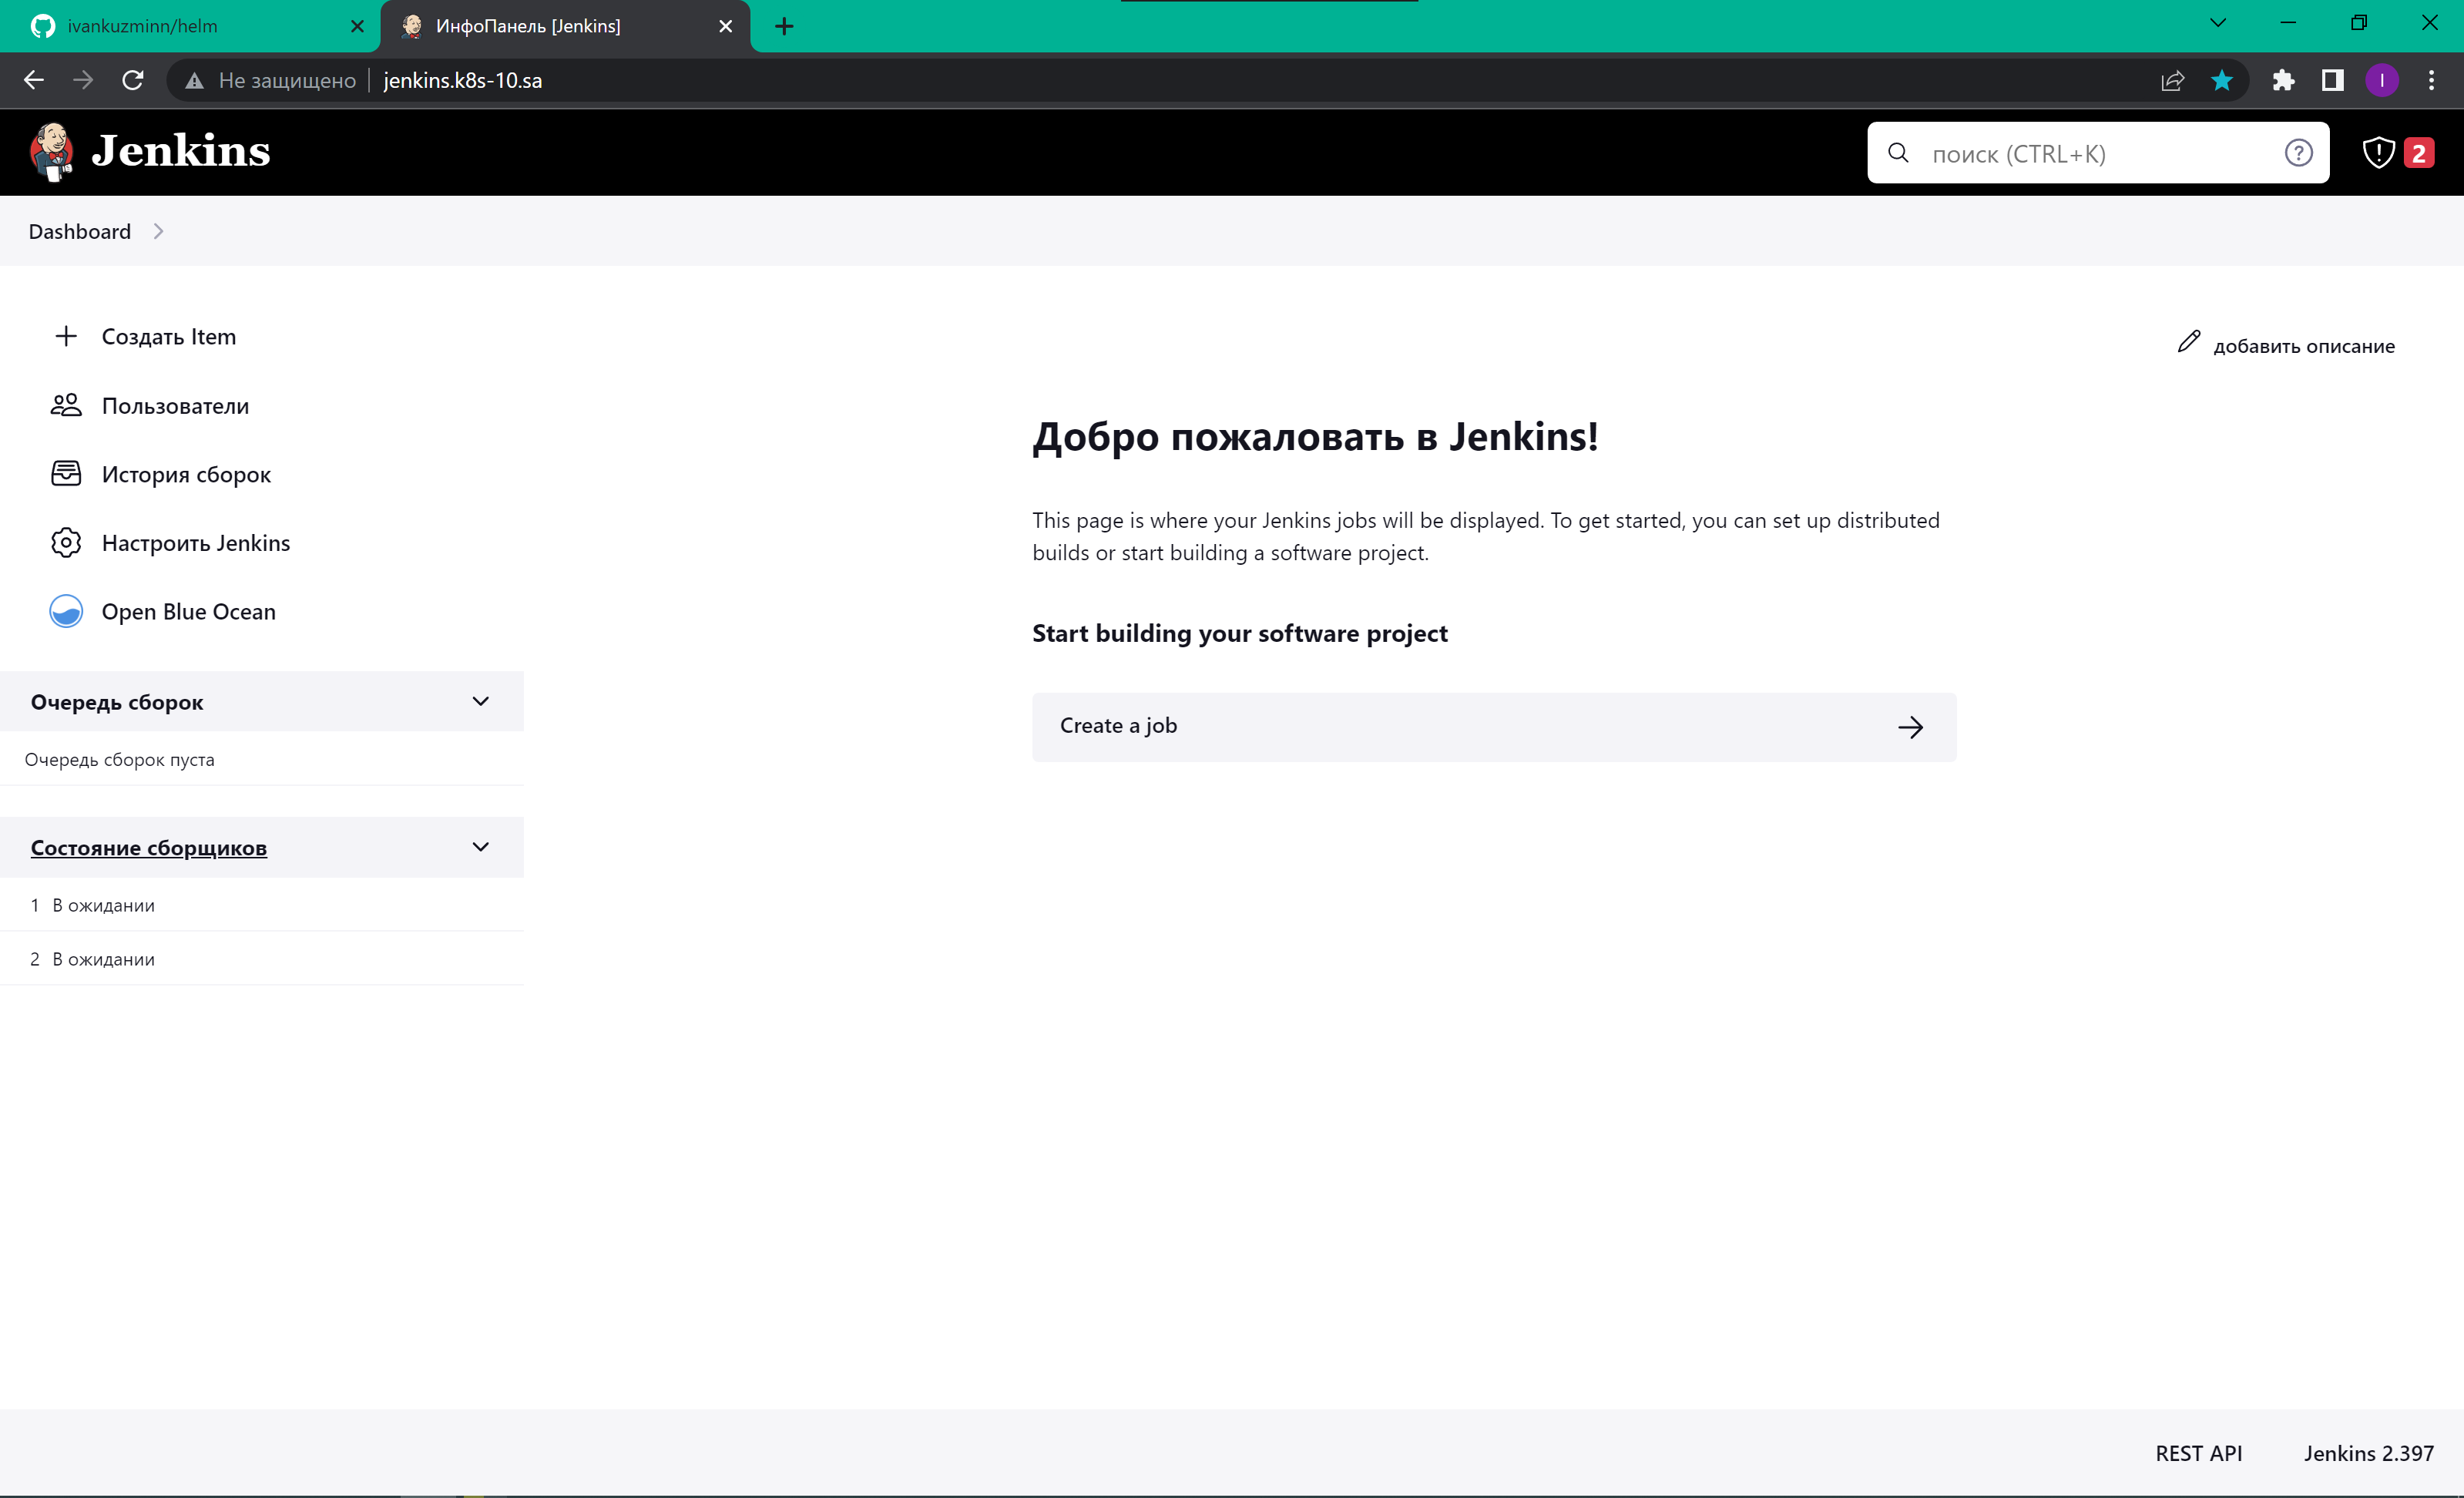 ivankuzminn/helm
ИнфоПанель [Jenkins]
Не защищено
jenkins.k8s-10.sa
I
Jenkins
поиск (CTRL+K)
?
2
Dashboard
Создать Item
Пользователи
История сборок
Настроить Jenkins
Open Blue Ocean
Очередь сборок
Очередь сборок пуста
Состояние сборщиков
1 В ожидании
2 В ожидании
добавить описание
Добро пожаловать в Jenkins!
This page is where your Jenkins jobs will be displayed. To get started, you can set up distributed
builds or start building a software project.
Start building your software project
Create a job
REST API
Jenkins 2.397